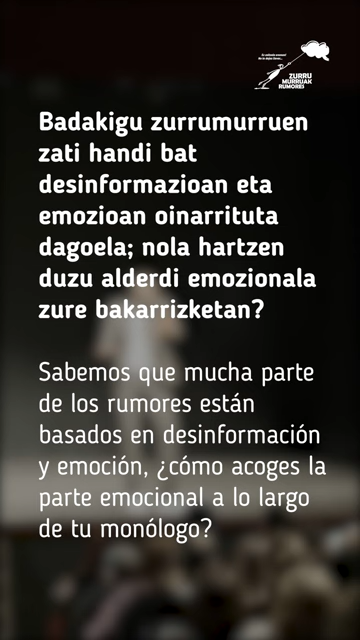 ZURRU
MURRUAK
RUMORES
Badakigu zurrumurruen
zati handi bat
desinformazioan eta
emozioan oinarrituta
dagoela; nola hartzen
duzu alderdi emozionala
zure bakarrizketan?
Sabemos que mucha parte
de los rumores están
basados en desinformación
y emoción, ¿cómo acoges la
parte emocional a lo largo
de tu monólogo?